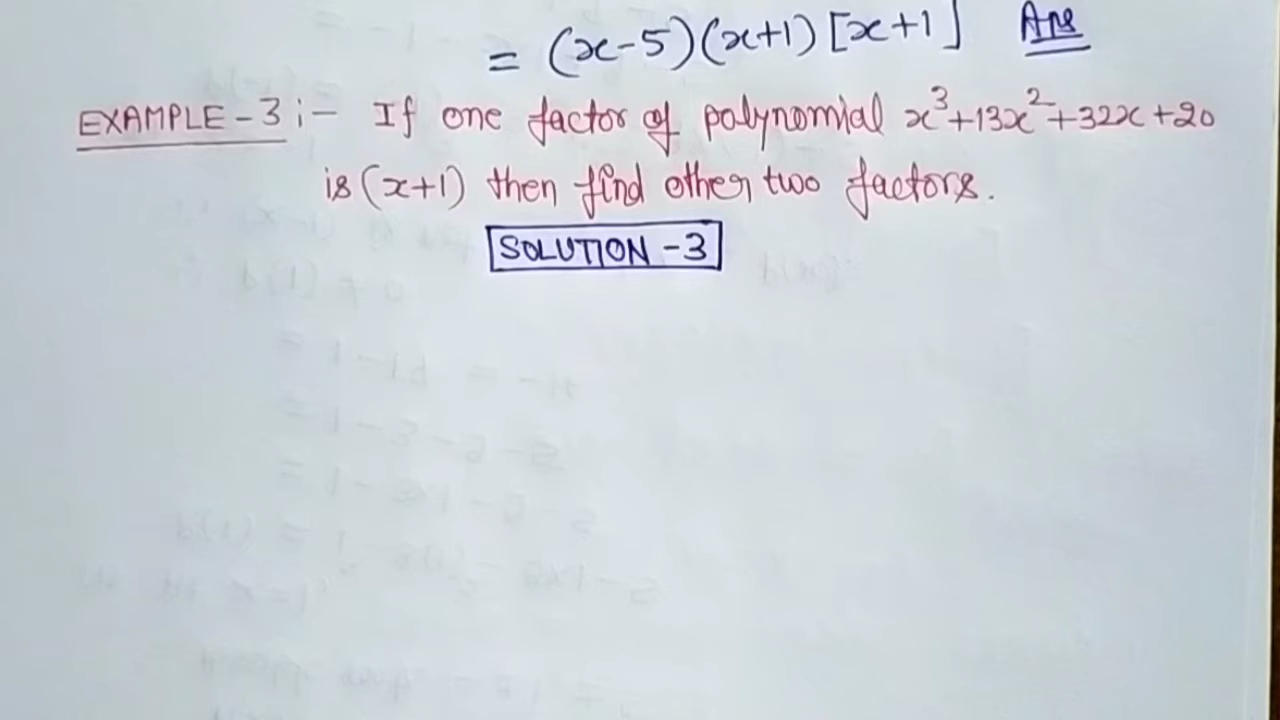 = (x-5)(x+1)[x+1] Ans
EXAMPLE-3:- If one factor of polynomial x³+13x²+32x+20
is (x+1) then find other two factors.
SOLUTION-3